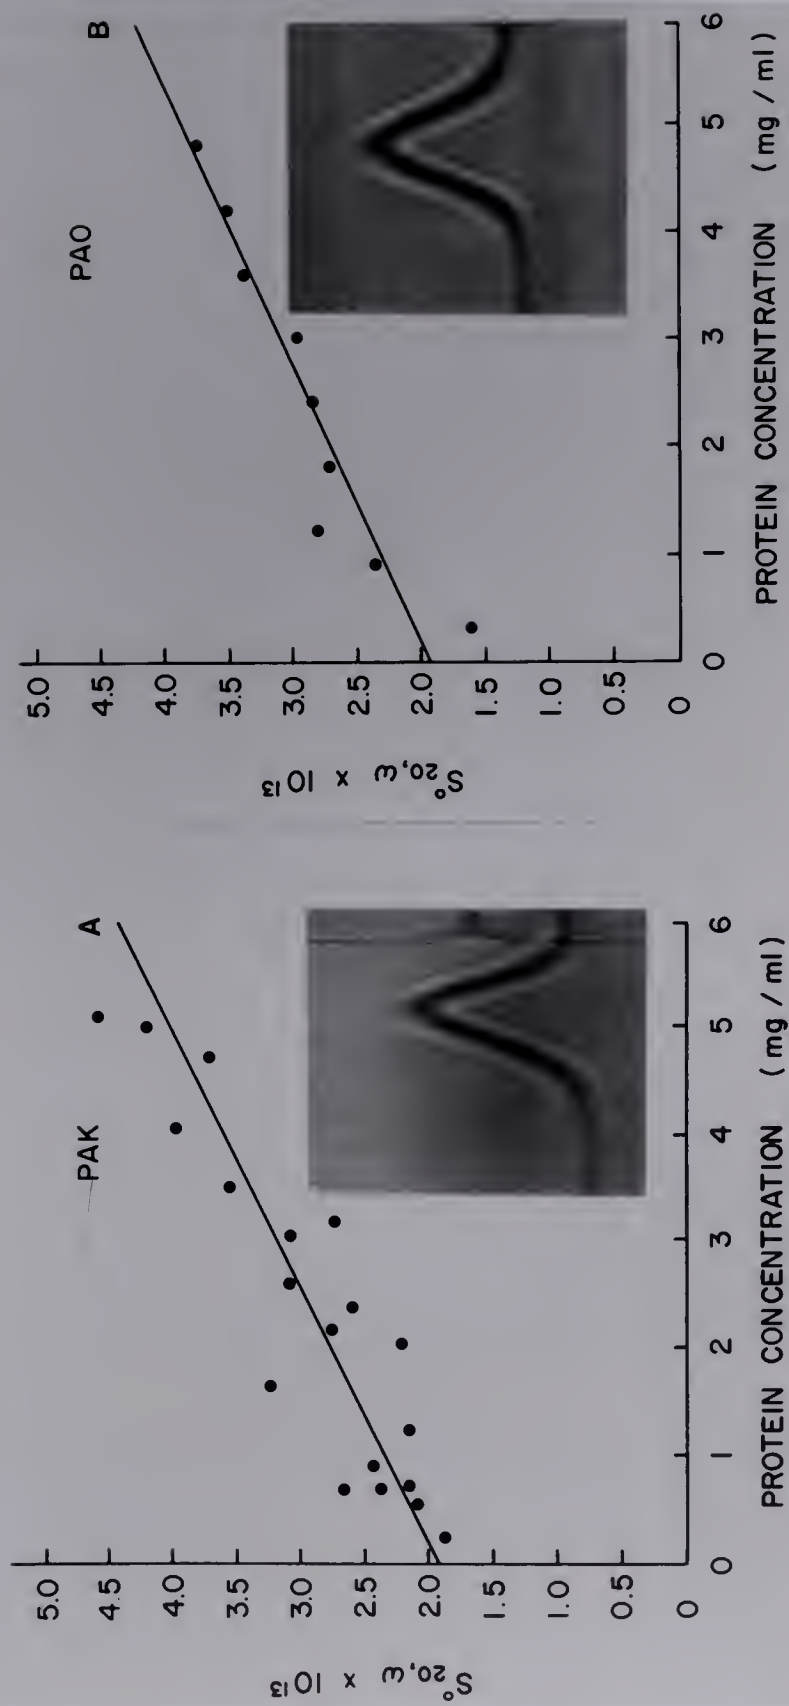 A
PAK
5.0
4.5
4.0
3.5
3.0
2.5
2.0
1.5
1.0
0.5
0
S°20,ω x 10¹³
0 1 2 3 4 5 6
PROTEIN CONCENTRATION (mg / ml)
B
PAO
5.0
4.5
4.0
3.5
3.0
2.5
2.0
1.5
1.0
0.5
0
S°20,ω x 10¹³
0 1 2 3 4 5 6
PROTEIN CONCENTRATION (mg / ml)